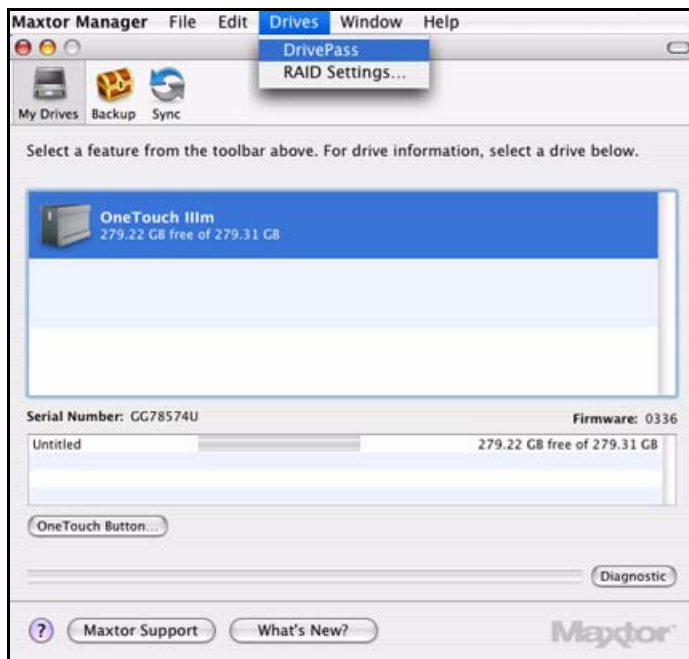 Maxtor Manager File Edit Drives Window Help
DrivePass
RAID Settings...
My Drives Backup Sync
Select a feature from the toolbar above. For drive information, select a drive below.
OneTouch IIIm
279.22 GB free of 279.31 GB
Serial Number: GG78574U Firmware: 0336
Untitled 279.22 GB free of 279.31 GB
OneTouch Button...
Diagnostic
? Maxtor Support What's New? Maxtor